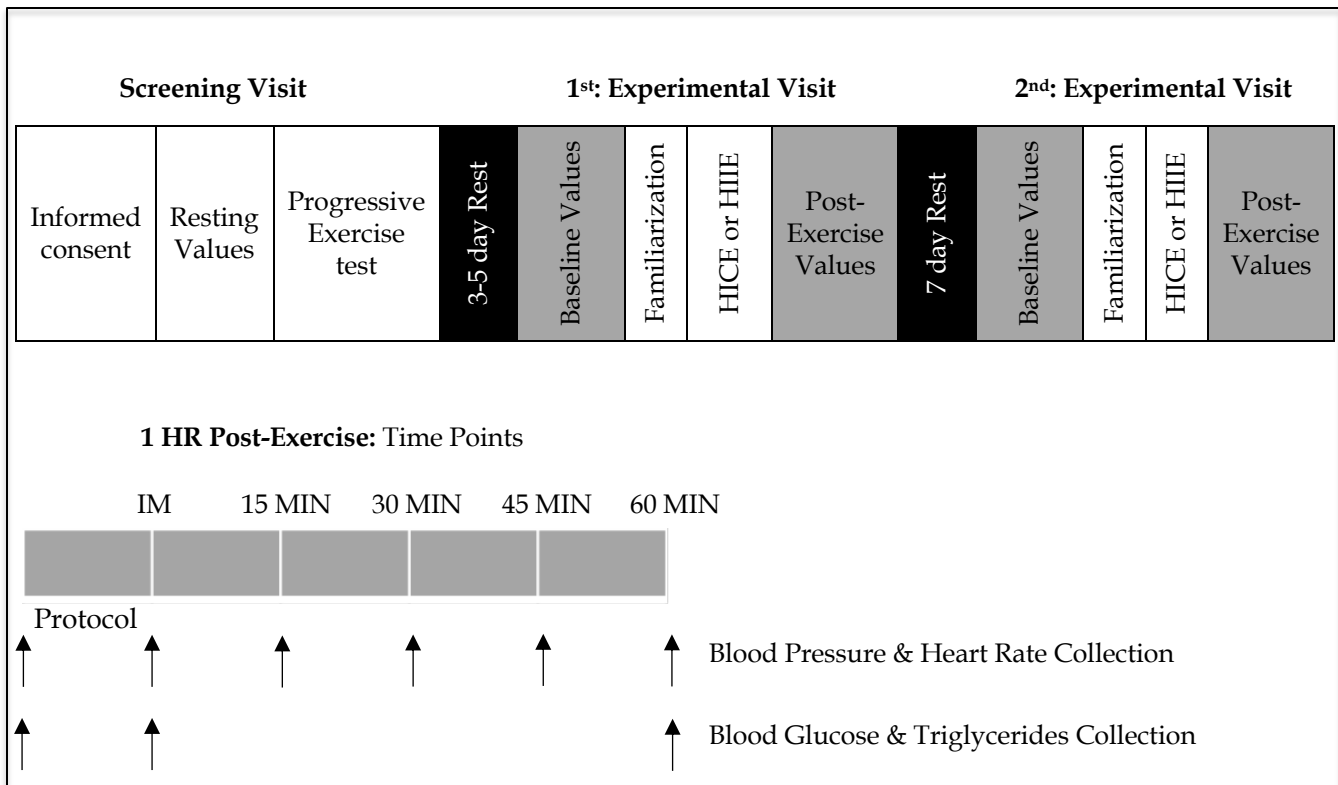 Screening Visit
1st: Experimental Visit
2nd: Experimental Visit
Informed
consent
Resting
Values
Progressive
Exercise
test
3-5 day Rest
Baseline Values
Familiarization
HICE or HIIE
Post-
Exercise
Values
7 day Rest
Baseline Values
Familiarization
HICE or HIIE
Post-
Exercise
Values
1 HR Post-Exercise: Time Points
IM
15 MIN
30 MIN
45 MIN
60 MIN
Protocol
Blood Pressure & Heart Rate Collection
Blood Glucose & Triglycerides Collection